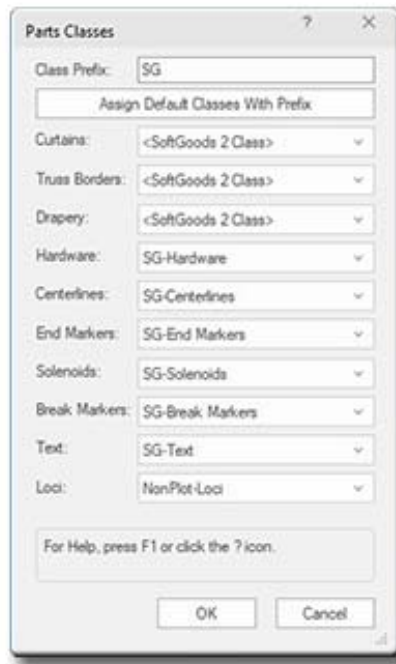 Parts Classes ? ×
Class Prefix: SG
Assign Default Classes With Prefix
Curtains: <SoftGoods 2 Class>
Truss Borders: <SoftGoods 2 Class>
Drapery: <SoftGoods 2 Class>
Hardware: SG-Hardware
Centerlines: SG-Centerlines
End Markers: SG-End Markers
Solenoids: SG-Solenoids
Break Markers: SG-Break Markers
Text: SG-Text
Loci: NonPlot-Loci
For Help, press F1 or click the ? icon.
OK Cancel